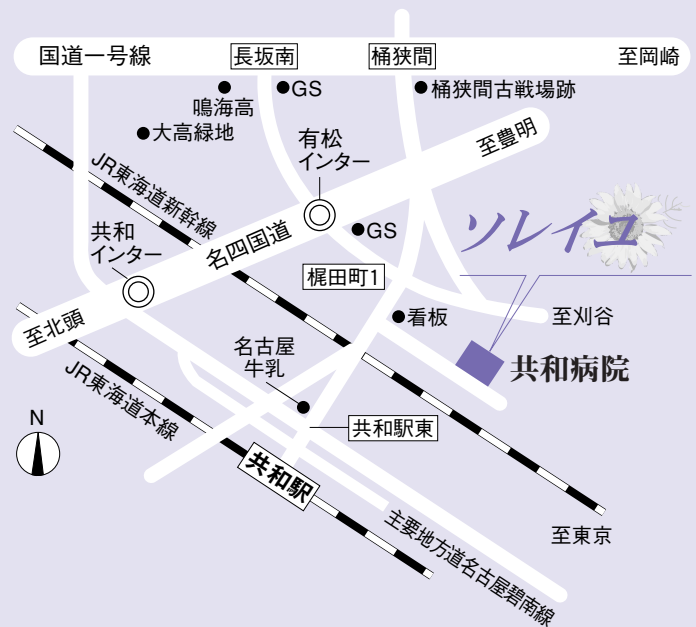 国道一号線
長坂南
桶狭間
至岡崎
鳴海高
GS
桶狭間古戦場跡
大高緑地
有松
インター
至豊明
JR東海道新幹線
ソレイユ
共和
インター
名四国道
GS
梶田町1
至北頭
看板
至刈谷
名古屋
牛乳
共和病院
JR東海道本線
共和駅東
N
共和駅
主要地方道名古屋碧南線
至東京